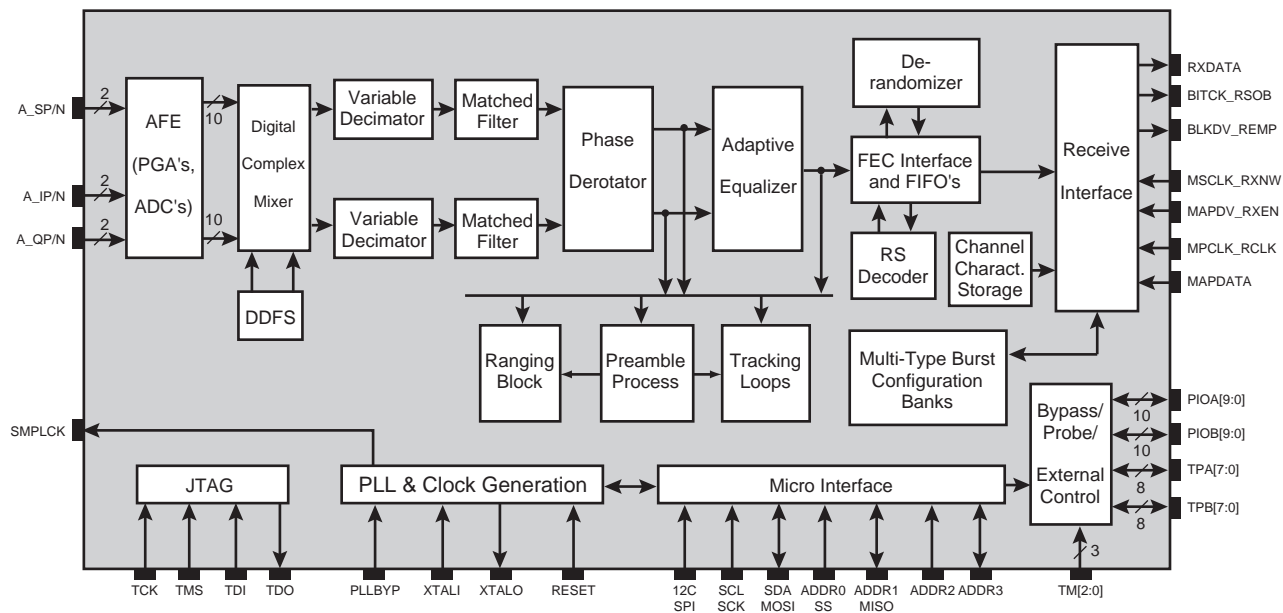 A_SP/N
2
A_IP/N
2
A_QP/N
2
AFE
(PGA's,
ADC's)
10
10
Digital
Complex
Mixer
DDFS
Variable
Decimator
Variable
Decimator
Matched
Filter
Matched
Filter
Phase
Derotator
Adaptive
Equalizer
De-
randomizer
FEC Interface
and FIFO's
RS
Decoder
Channel
Charact.
Storage
Receive
Interface
RXDATA
BITCK_RSOB
BLKDV_REMP
MSCLK_RXNW
MAPDV_RXEN
MPCLK_RCLK
MAPDATA
Ranging
Block
Preamble
Process
Tracking
Loops
Multi-Type Burst
Configuration
Banks
SMPLCK
JTAG
PLL & Clock Generation
Micro Interface
Bypass/
Probe/
External
Control
PIOA[9:0]
10
PIOB[9:0]
10
TPA[7:0]
8
TPB[7:0]
8
3
TCK
TMS
TDI
TDO
PLLBYP
XTALI
XTALO
RESET
12C
SPI
SCL
SCK
SDA
MOSI
ADDR0
SS
ADDR1
MISO
ADDR2
ADDR3
TM[2:0]